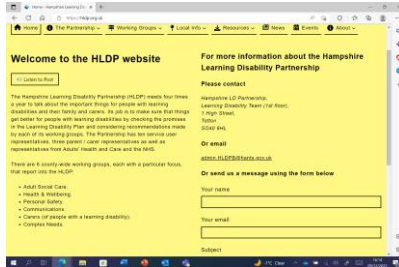 Home - Hampshire Learning Dis
https://hldp.org.uk
Home
The Partnership
Working Groups
Local Info
Resources
News
Events
About
Welcome to the HLDP website
Listen to Root
The Hampshire Learning Disability Partnership (HLDP) meets four times
a year to talk about the important things for people with learning
disabilities and their family and carers. Its job is to make sure that things
get better for people with disabilities by checking the promises
in the Learning Disability Plan and considering recommendations made
by each of its working groups. The Partnership has ten service user
representatives, three parent / carer representatives as well as
representatives from Adults' Health and Care and the NHS.
There are 6 county-wide working groups, each with a particular focus,
that report into the HLDP:
Adult Social Care
Health & Wellbeing
Personal Safety
Communications
Carers (of people with a learning disability)
Complex Needs
For more information about the Hampshire
Learning Disability Partnership
Please contact
Hampshire LD Partnership,
Learning Disability Team (1st floor),
1 High Street,
Totton
SO40 9HL
Or email
admin.HLDPB@hants.gov.uk
Or send us a message using the form below
Your name
Your email
Subject
-1°C Clear